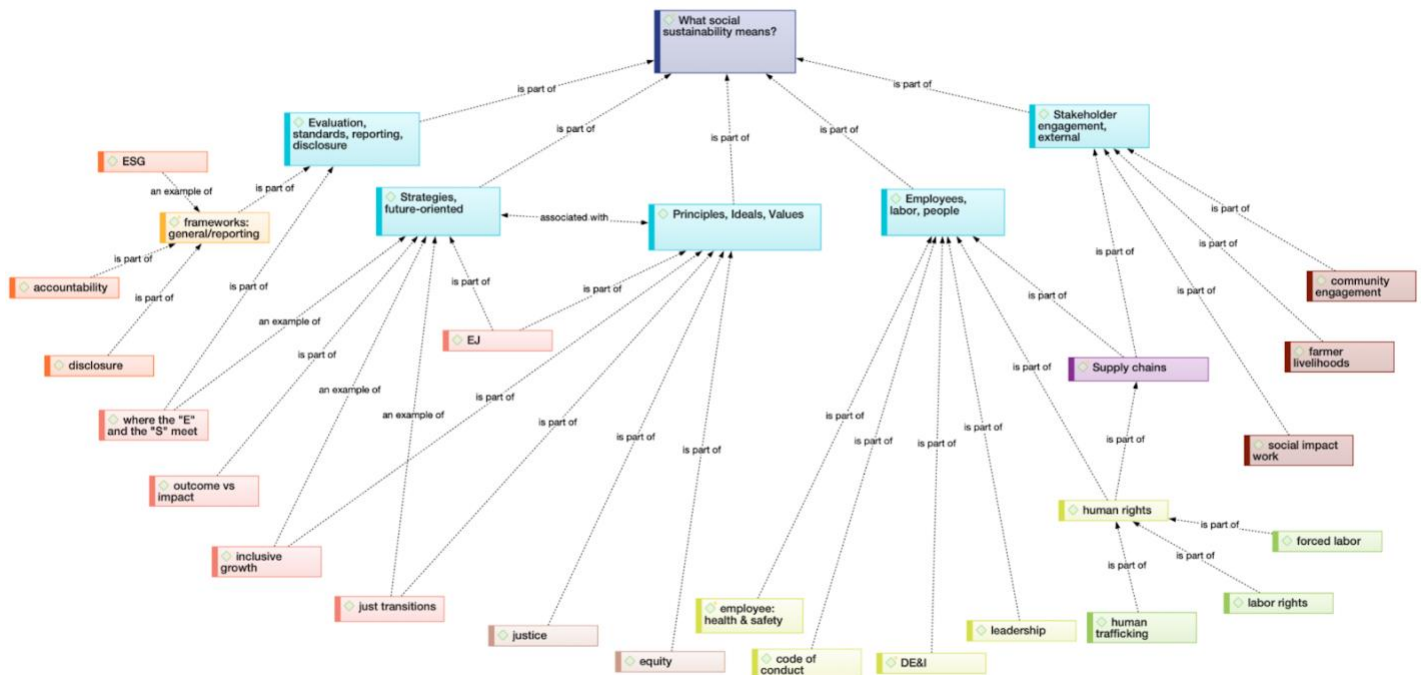 What social
sustainability means?
is part of
is part of
is part of
is part of
is part of
Evaluation,
standards, reporting,
disclosure
Stakeholder
engagement,
external
ESG
an example of
is part of
Strategies,
future-oriented
associated with
Principles, Ideals, Values
Employees,
labor, people
frameworks:
general/reporting
is part of
is part of
is part of
is part of
accountability
is part of
is part of
is part of
is part of
is part of
is part of
community
engagement
an example of
EJ
is part of
farmer
livelihoods
disclosure
is part of
Supply chains
an example of
is part of
is part of
where the "E"
and the "S" meet
an example of
is part of
is part of
is part of
is part of
is part of
is part of
is part of
is part of
social impact
work
outcome vs
impact
human rights
is part of
forced labor
inclusive
growth
is part of
is part of
just transitions
employee:
health & safety
labor rights
justice
leadership
human
trafficking
equity
code of
conduct
DE&I